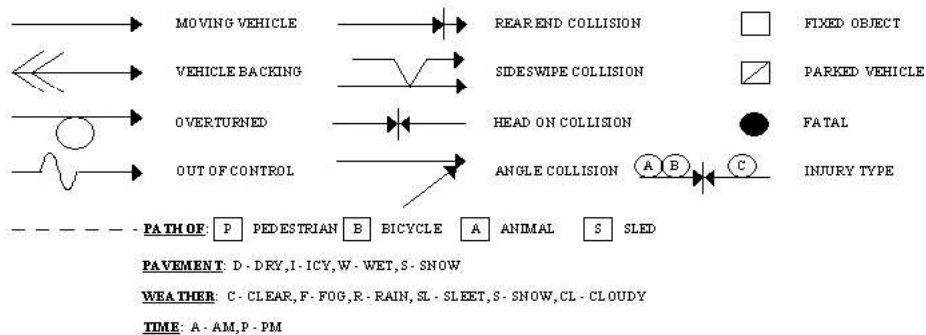 MOVING VEHICLE REAR END COLLISION FIXED OBJECT
VEHICLE BACKING SIDESWIPE COLLISION PARKED VEHICLE
OVERTURNED HEAD ON COLLISION FATAL
OUT OF CONTROL ANGLE COLLISION A B C INJURY TYPE
PATH OF: P PEDESTRIAN B BICYCLE A ANIMAL S SLED
PAVEMENT: D - DRY, I - ICY, W - WET, S - SNOW
WEATHER: C - CLEAR, F - FOG, R - RAIN, SL - SLEET, S - SNOW, CL - CLOUDY
TIME: A - AM, P - PM